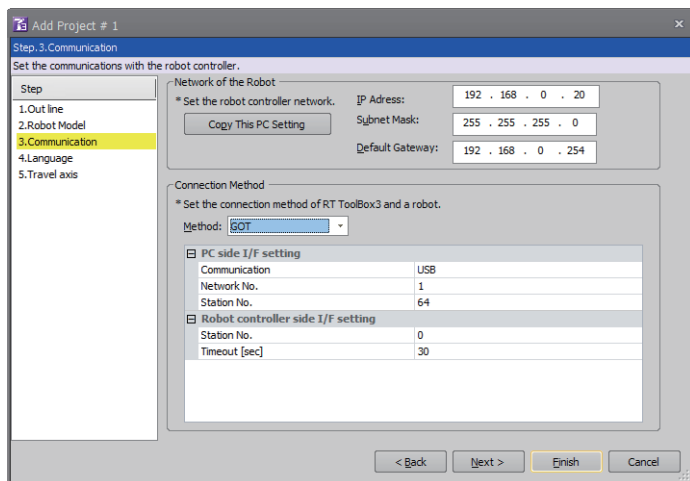 Add Project # 1
Step.3.Communication
Set the communications with the robot controller.
Step
1.Out line
2.Robot Model
3.Communication
4.Language
5.Travel axis
Network of the Robot
* Set the robot controller network.
Copy This PC Setting
IP Adress: 192 . 168 . 0 . 20
Subnet Mask: 255 . 255 . 255 . 0
Default Gateway: 192 . 168 . 0 . 254
Connection Method
* Set the connection method of RT ToolBox3 and a robot.
Method: GOT
PC side I/F setting
Communication USB
Network No. 1
Station No. 64
Robot controller side I/F setting
Station No. 0
Timeout [sec] 30
< Back Next > Finish Cancel